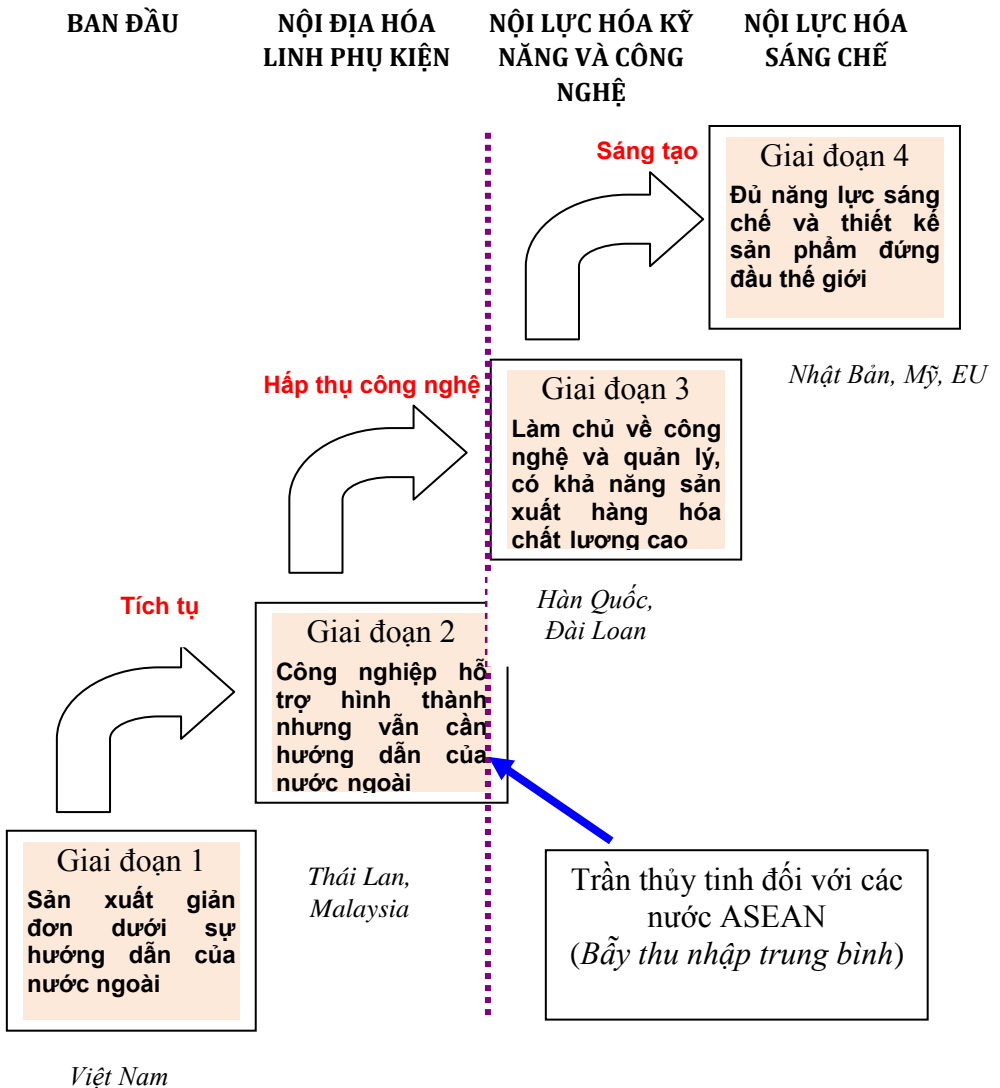 BAN ĐẦU
NỘI ĐỊA HÓA
LINH PHỤ KIỆN
NỘI LỰC HÓA KỸ
NĂNG VÀ CÔNG
NGHỆ
NỘI LỰC HÓA
SÁNG CHẾ
Sáng tạo
Giai đoạn 4
Đủ năng lực sáng
chế và thiết kế
sản phẩm đứng
đầu thế giới
Nhật Bản, Mỹ, EU
Hấp thụ công nghệ
Giai đoạn 3
Làm chủ về công
nghệ và quản lý,
có khả năng sản
xuất hàng hóa
chất lương cao
Hàn Quốc,
Đài Loan
Tích tụ
Giai đoạn 2
Công nghiệp hỗ
trợ hình thành
nhưng vẫn cần
hướng dẫn của
nước ngoài
Thái Lan,
Malaysia
Giai đoạn 1
Sản xuất giản
đơn dưới sự
hướng dẫn của
nước ngoài
Việt Nam
Trần thủy tinh đối với các
nước ASEAN
(Bẫy thu nhập trung bình)